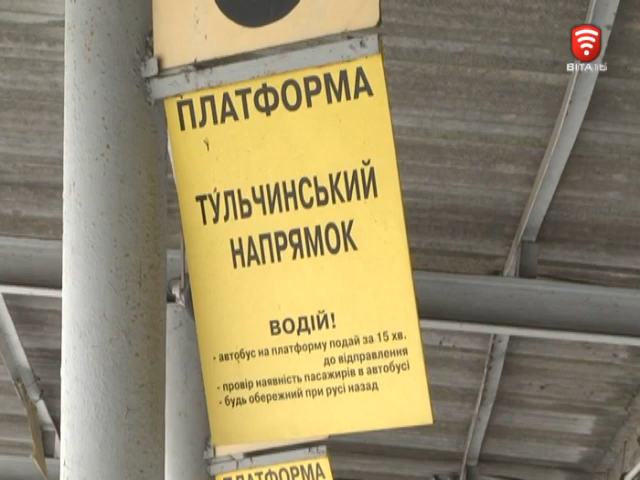 ВІТА
ПЛАТФОРМА
ТУЛЬЧИНСЬКИЙ
НАПРЯМОК
ВОДІЙ!
- автобус на платформу подай за 15 хв.
до відправлення
- провір наявність пасажирів в автобусі
- будь обережний при русі назад
ПЛАТФОРМА